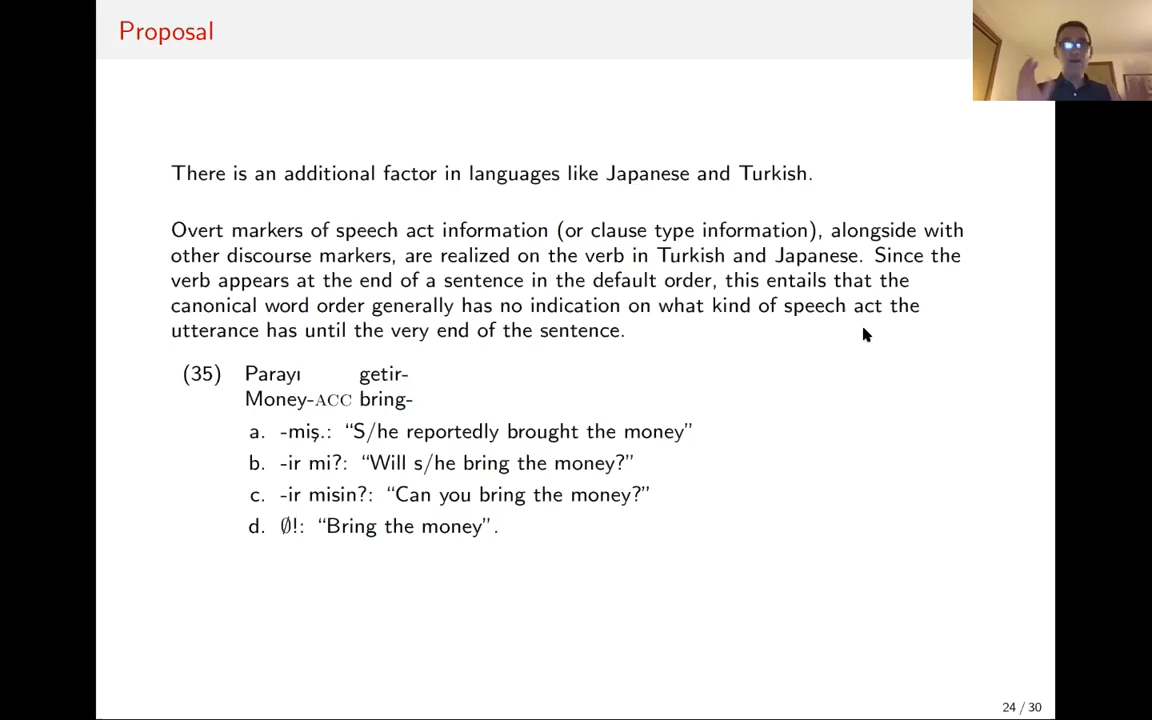 Proposal
There is an additional factor in languages like Japanese and Turkish.
Overt markers of speech act information (or clause type information), alongside with
other discourse markers, are realized on the verb in Turkish and Japanese. Since the
verb appears at the end of a sentence in the default order, this entails that the
canonical word order generally has no indication on what kind of speech act the
utterance has until the very end of the sentence.
(35) Parayı getir-
Money-ACC bring-
a. -miş.: “S/he reportedly brought the money”
b. -ir mi?: “Will s/he bring the money?”
c. -ir misin?: “Can you bring the money?”
d. ∅!: “Bring the money”.
24 / 30